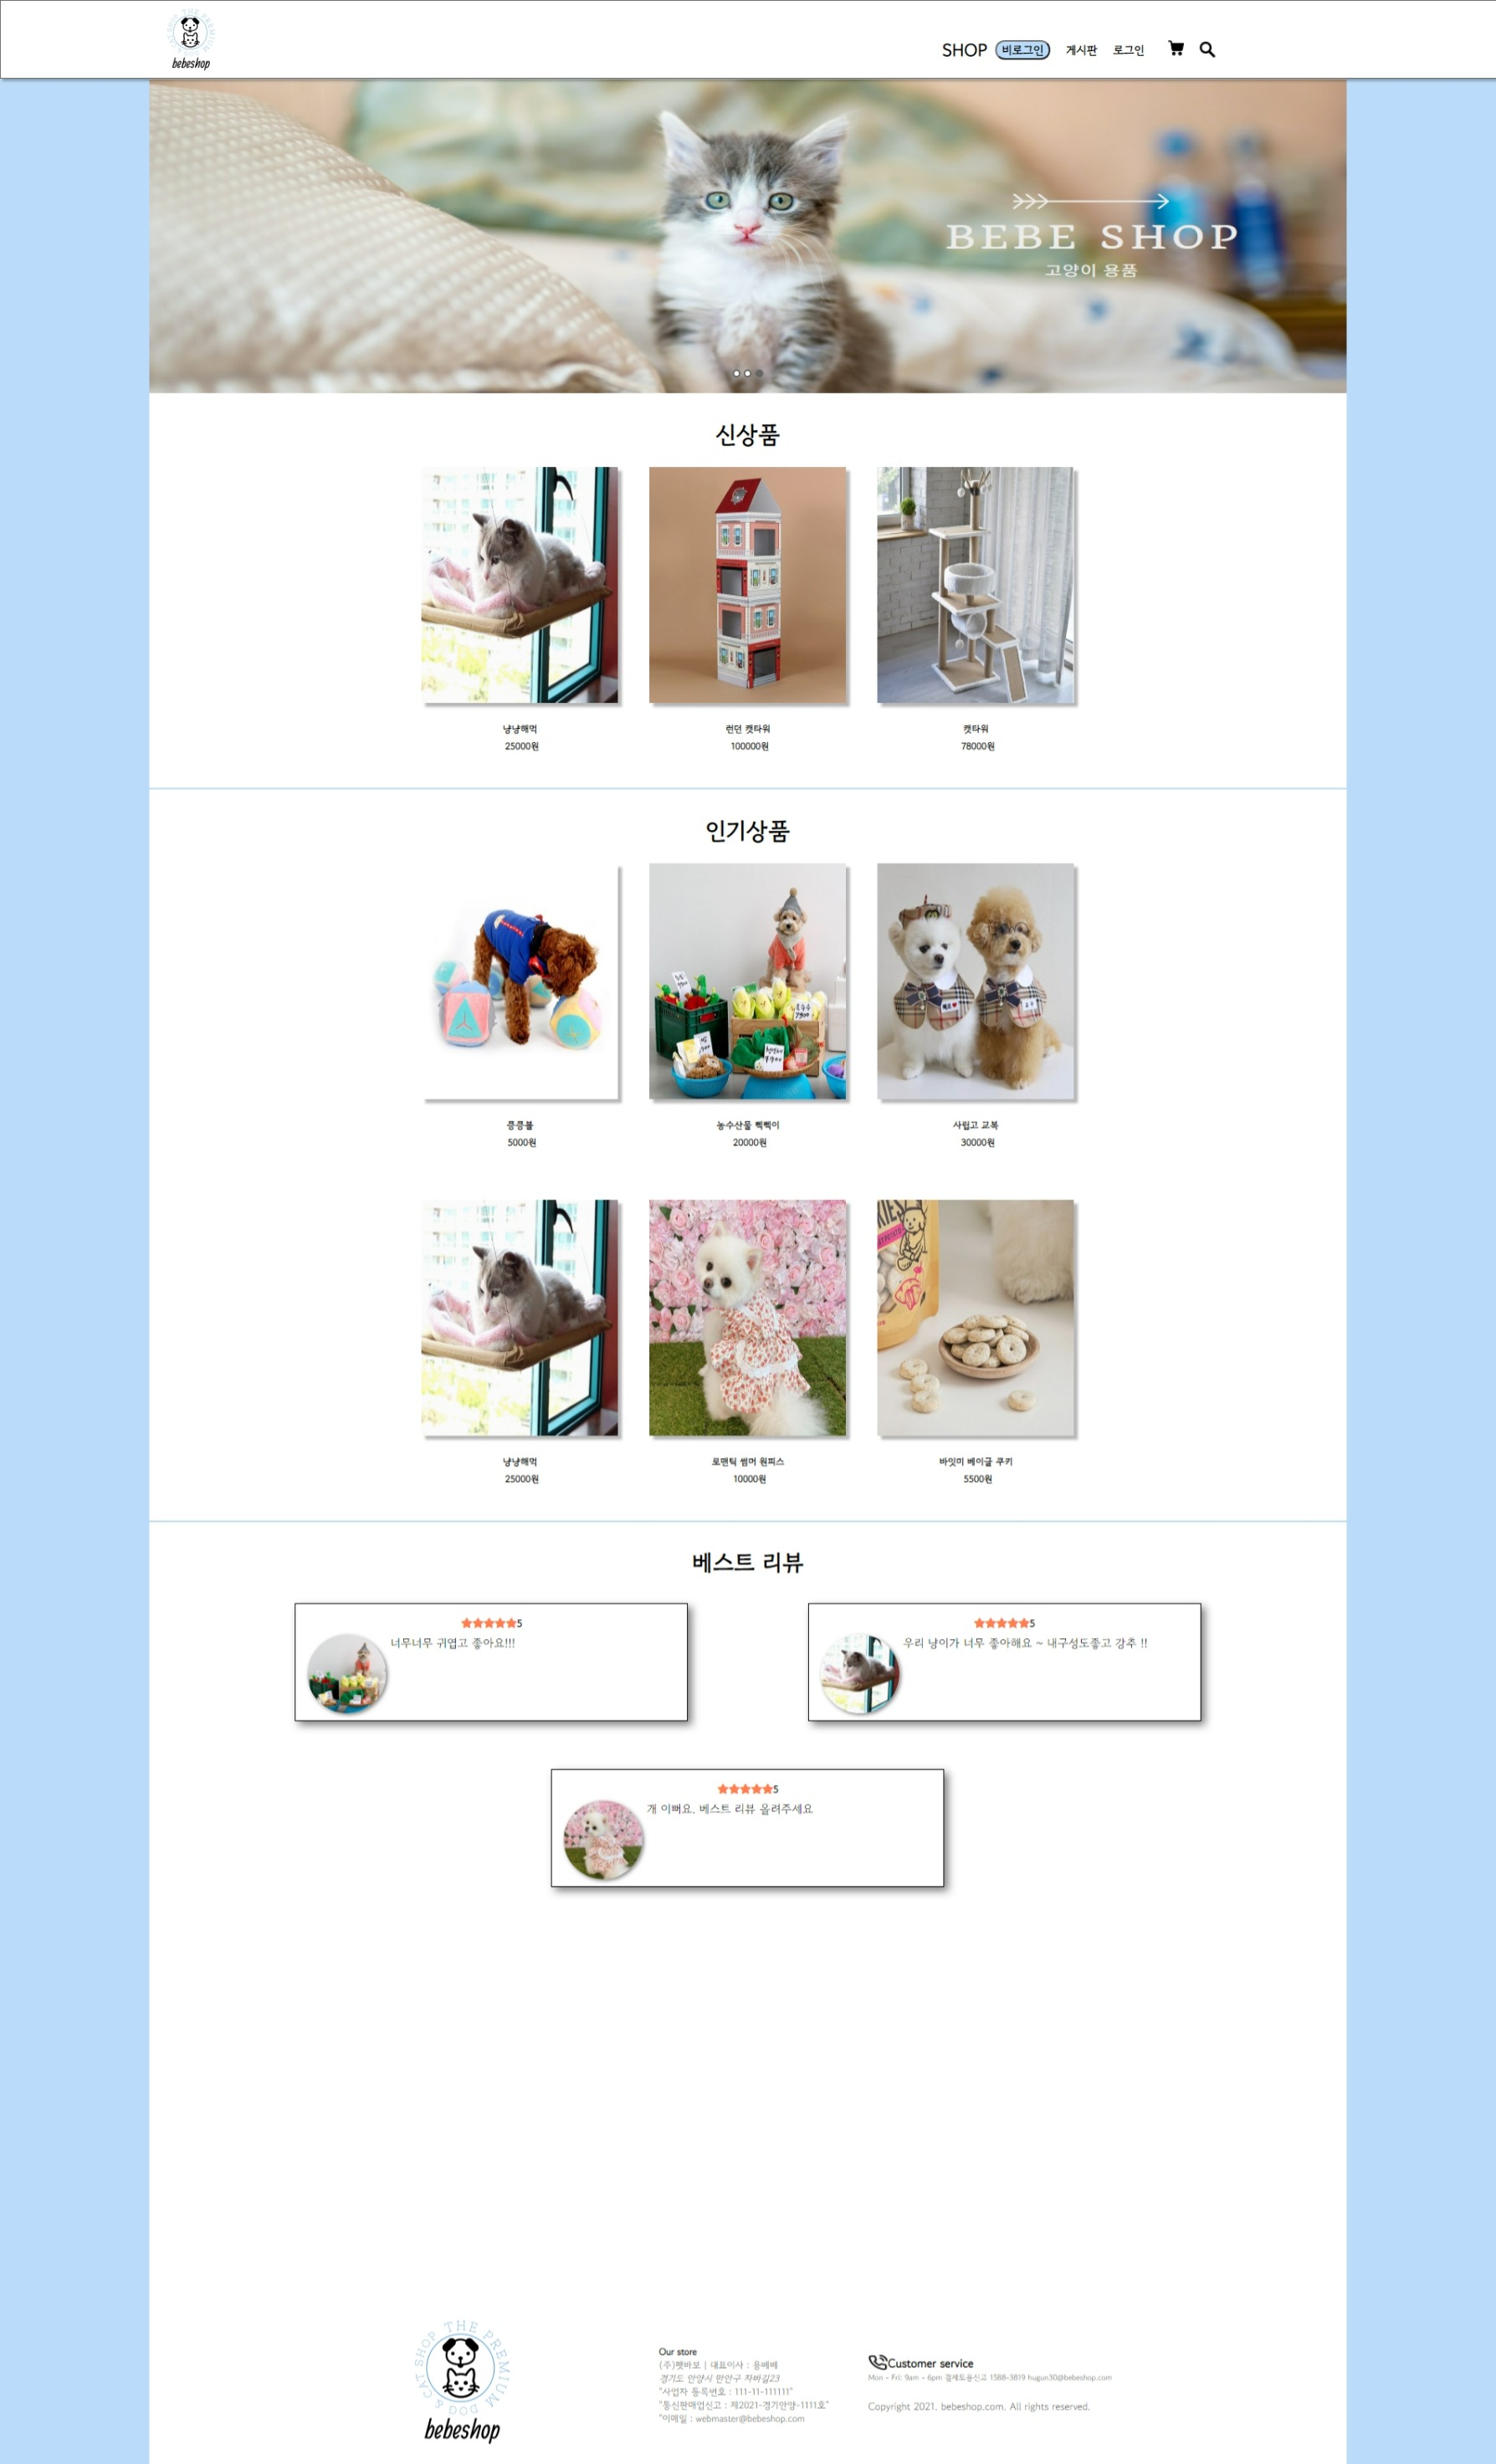 THE PREMIUM DOG & CAT SHOP
bebeshop
SHOP 비로그인 게시판 로그인
BEBE SHOP
고양이 용품
신상품
냥냥해먹 런던 캣타워 캣타워
25000원 100000원 78000원
인기상품
킁킁볼 농수산물 삑삑이 사립고 교복
5000원 20000원 30000원
냥냥해먹 로맨틱 썸머 원피스 바잇미 베이글 쿠키
25000원 10000원 5500원
베스트 리뷰
★★★★★5
너무너무 귀엽고 좋아요!!!
★★★★★5
우리 냥이가 너무 좋아해요 ~ 내구성도좋고 강추 !!
★★★★★5
개 이뻐요. 베스트 리뷰 올려주세요
THE PREMIUM DOG & CAT SHOP
bebeshop
Our store
(주)펫바보 | 대표이사 : 용베베
경기도 안양시 만안구 자바길23
"사업자 등록번호 : 111-11-111111"
"통신판매업신고 : 제2021-경기안양-1111호"
"이메일 : webmaster@bebeshop.com
Customer service
Mon - Fri: 9am - 6pm 결제도용신고 1588-3819 hugun30@bebeshop.com
Copyright 2021. bebeshop.com. All rights reserved.